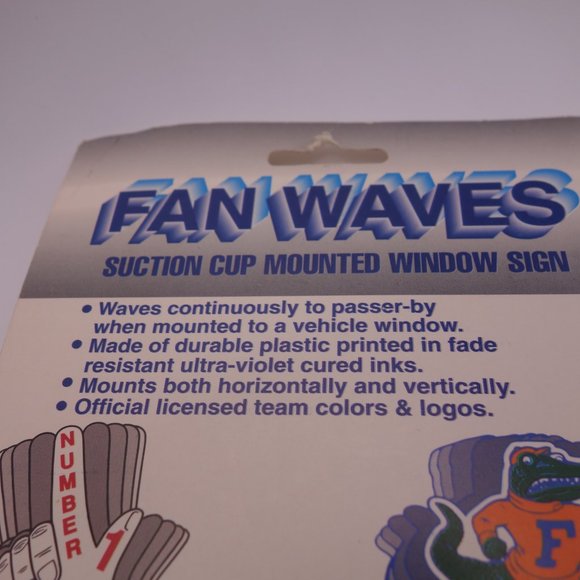 FAN WAVES
SUCTION CUP MOUNTED WINDOW SIGN
• Waves continuously to passer-by
when mounted to a vehicle window.
• Made of durable plastic printed in fade
resistant ultra-violet cured inks.
• Mounts both horizontally and vertically.
• Official licensed team colors & logos.
NUMBER
1
F